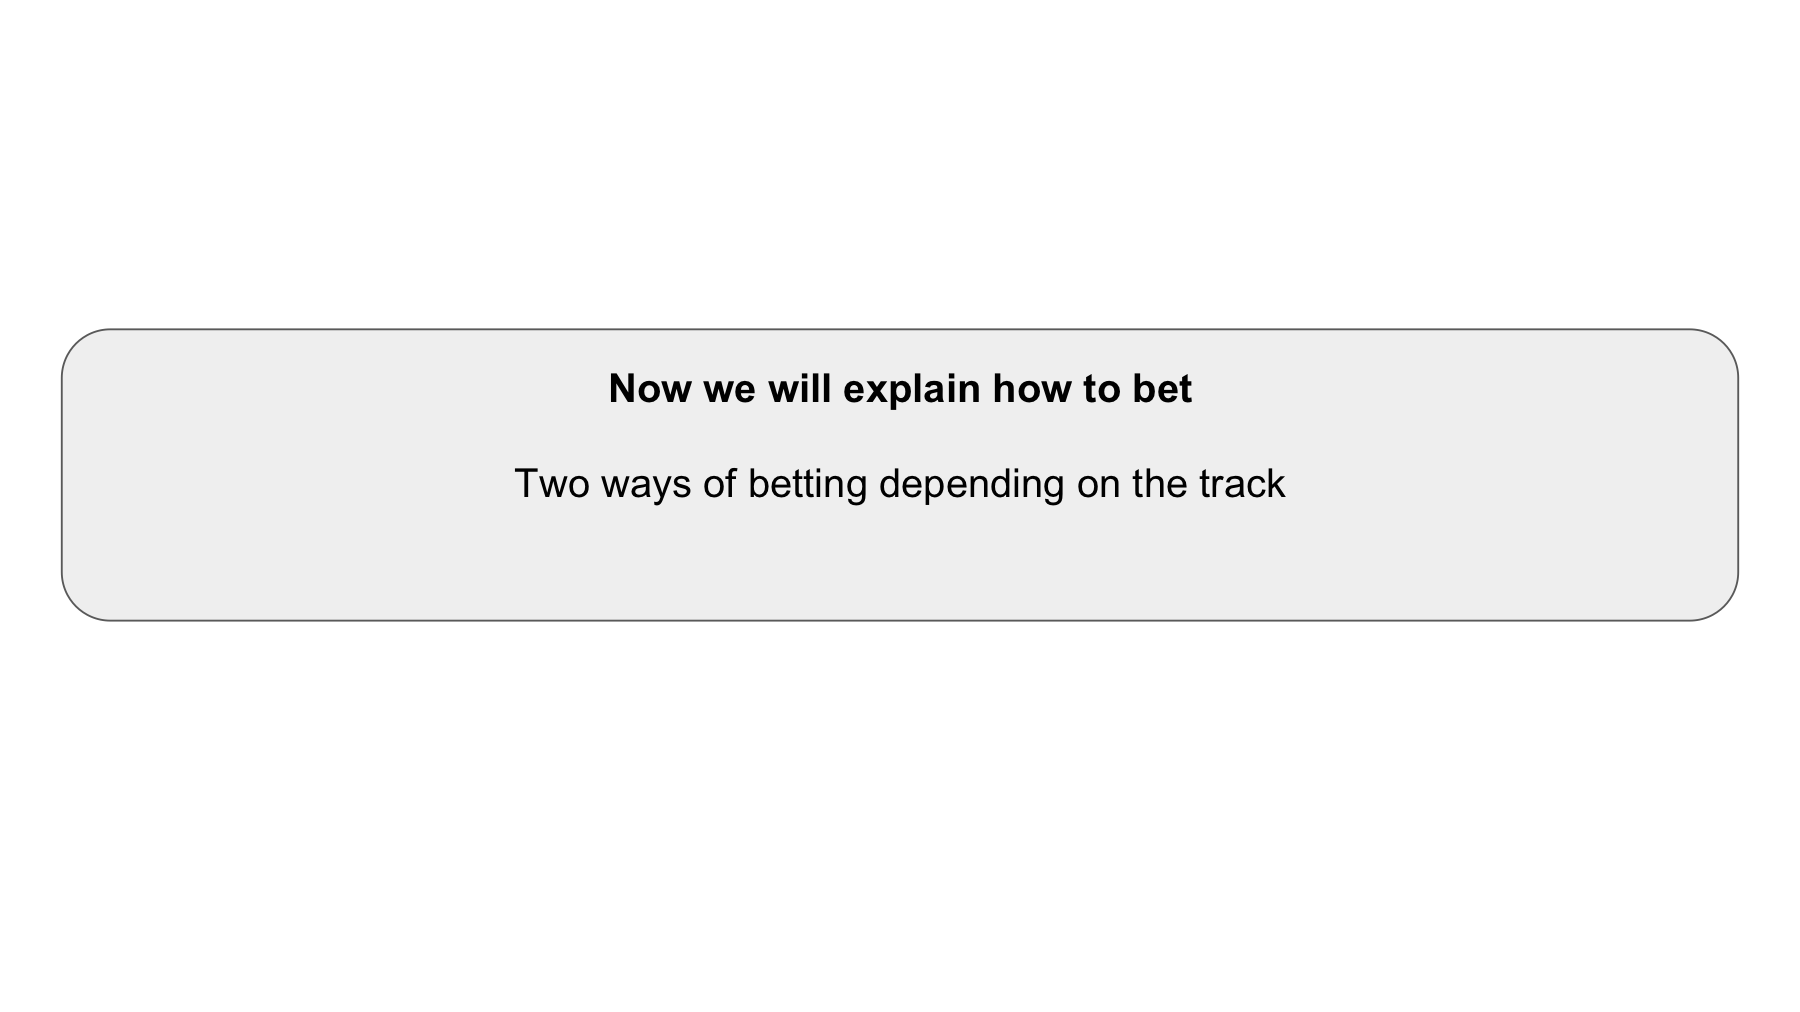 Now we will explain how to bet
Two ways of betting depending on the track